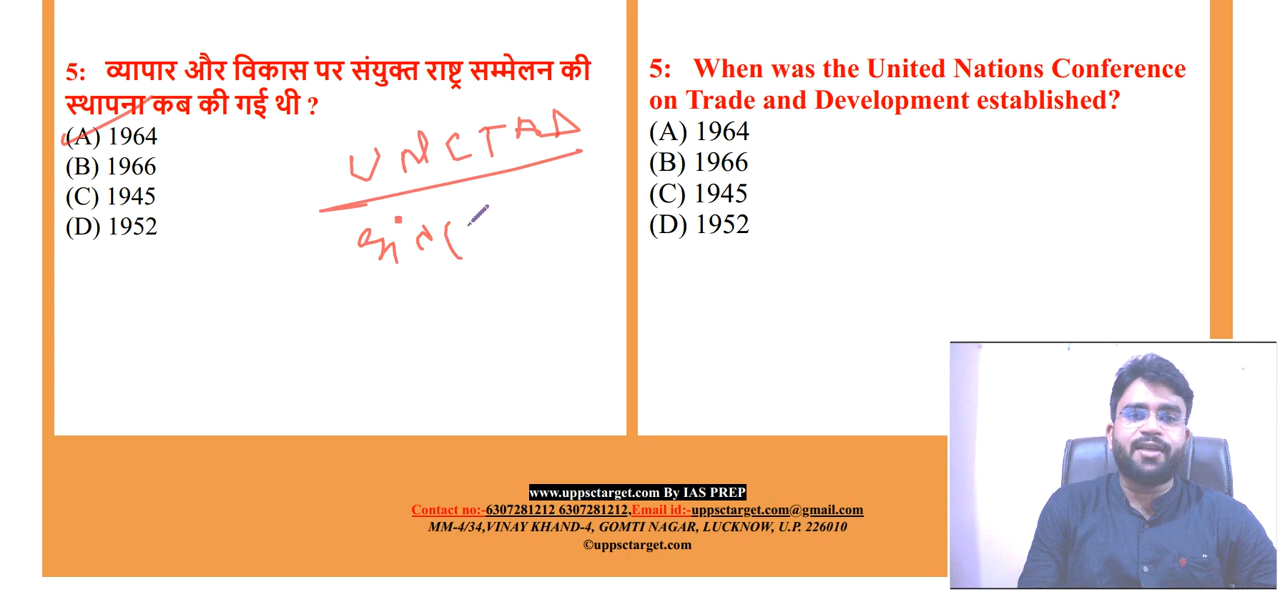 5: व्यापार और विकास पर संयुक्त राष्ट्र सम्मेलन की
स्थापना कब की गई थी ?
(A) 1964
(B) 1966
(C) 1945
(D) 1952
UNCTAD
5: When was the United Nations Conference
on Trade and Development established?
(A) 1964
(B) 1966
(C) 1945
(D) 1952
www.uppsctarget.com By IAS PREP
Contact no:-6307281212 6307281212,Email id:-uppsctarget.com@gmail.com
MM-4/34,VINAY KHAND-4, GOMTI NAGAR, LUCKNOW, U.P. 226010
©uppsctarget.com